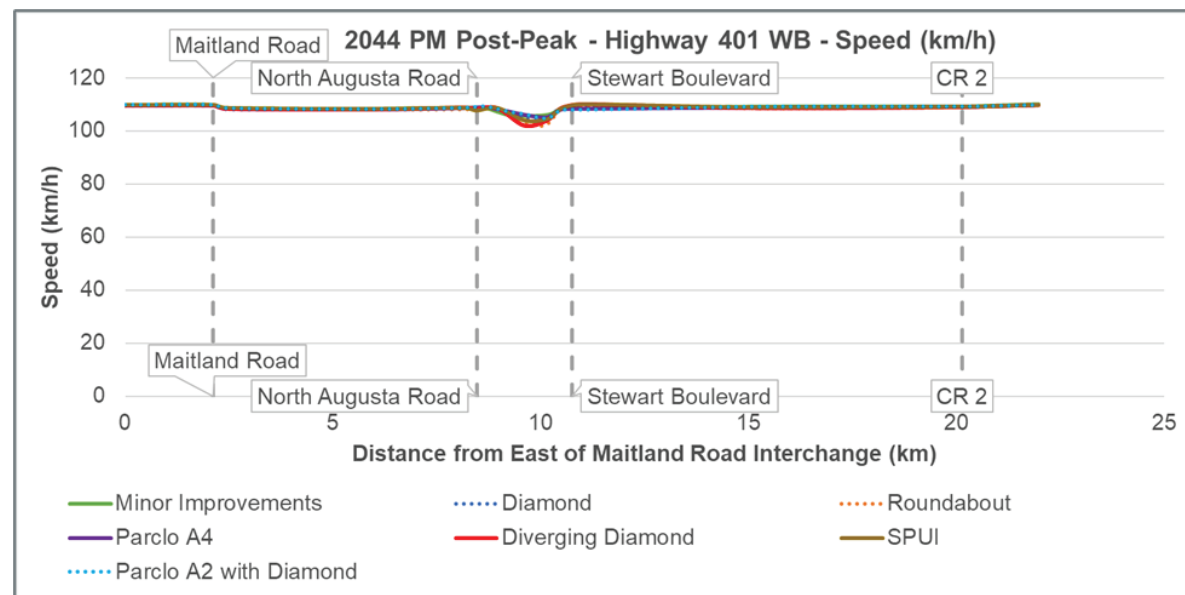 2044 PM Post-Peak - Highway 401 WB - Speed (km/h)
Maitland Road
North Augusta Road
Stewart Boulevard
CR 2
120
100
80
60
40
20
0
Speed (km/h)
Maitland Road
North Augusta Road
Stewart Boulevard
CR 2
0 5 10 15 20 25
Distance from East of Maitland Road Interchange (km)
Minor Improvements Diamond Roundabout
Parclo A4 Diverging Diamond SPUI
Parclo A2 with Diamond